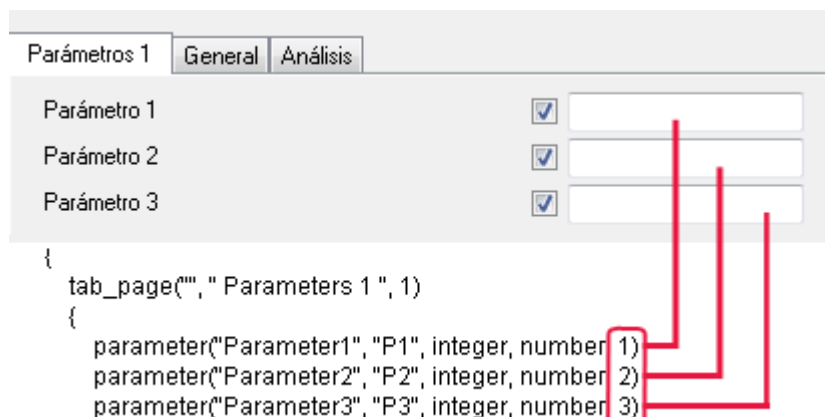 Parámetros 1 General Análisis
Parámetro 1
Parámetro 2
Parámetro 3
{
tab_page("", " Parameters 1 ", 1)
{
parameter("Parameter1", "P1", integer, number, 1)
parameter("Parameter2", "P2", integer, number, 2)
parameter("Parameter3", "P3", integer, number, 3)